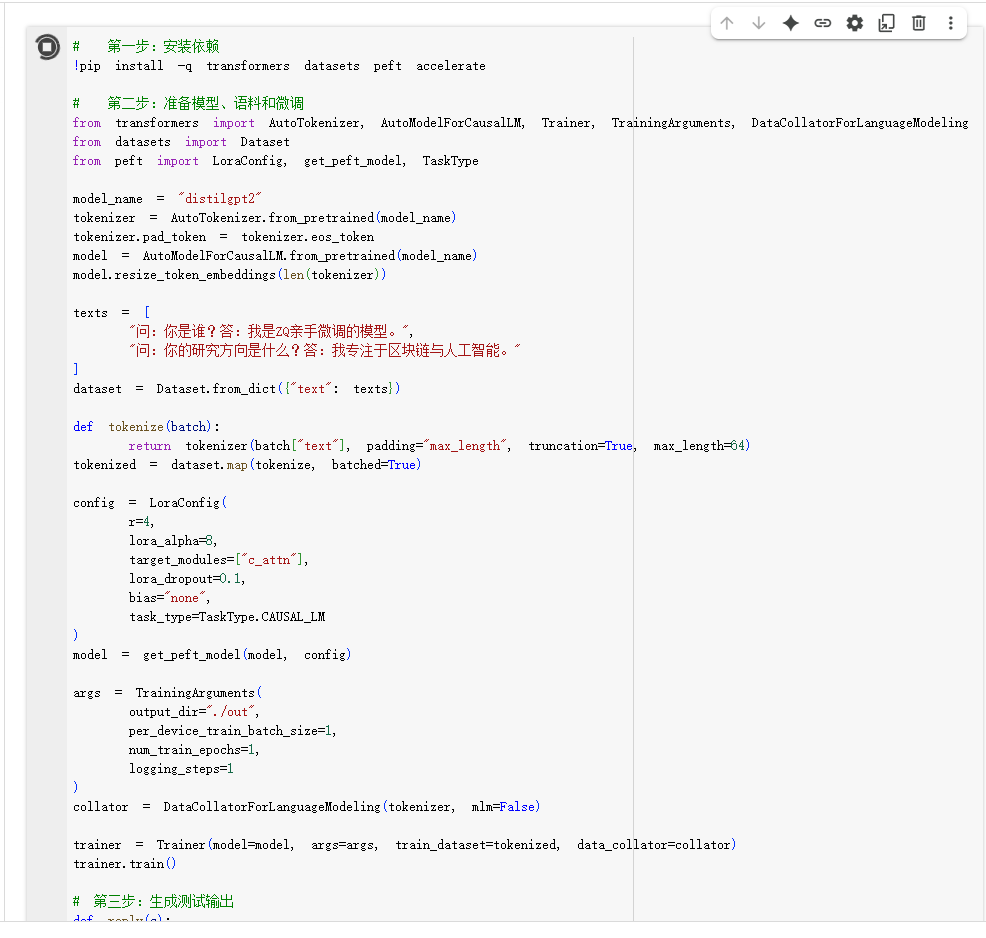 # 第一步：安装依赖
!pip install -q transformers datasets peft accelerate
# 第二步：准备模型、语料和微调
from transformers import AutoTokenizer, AutoModelForCausalLM, Trainer, TrainingArguments, DataCollatorForLanguageModeling
from datasets import Dataset
from peft import LoraConfig, get_peft_model, TaskType
model_name = "distilgpt2"
tokenizer = AutoTokenizer.from_pretrained(model_name)
tokenizer.pad_token = tokenizer.eos_token
model = AutoModelForCausalLM.from_pretrained(model_name)
model.resize_token_embeddings(len(tokenizer))
texts = [
"问：你是谁？答：我是ZQ亲手微调的模型。",
"问：你的研究方向是什么？答：我专注于区块链与人工智能。"
]
dataset = Dataset.from_dict({"text": texts})
def tokenize(batch):
return tokenizer(batch["text"], padding="max_length", truncation=True, max_length=64)
tokenized = dataset.map(tokenize, batched=True)
config = LoraConfig(
r=4,
lora_alpha=8,
target_modules=["c_attn"],
lora_dropout=0.1,
bias="none",
task_type=TaskType.CAUSAL_LM
)
model = get_peft_model(model, config)
args = TrainingArguments(
output_dir="./out",
per_device_train_batch_size=1,
num_train_epochs=1,
logging_steps=1
)
collator = DataCollatorForLanguageModeling(tokenizer, mlm=False)
trainer = Trainer(model=model, args=args, train_dataset=tokenized, data_collator=collator)
trainer.train()
# 第三步：生成测试输出
def reply(q):